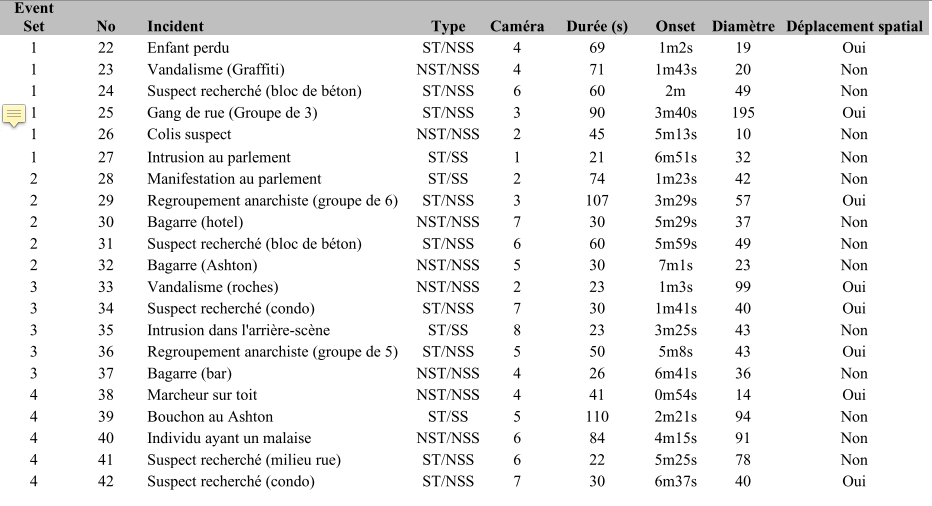 Event
Set No Incident Type Caméra Durée (s) Onset Diamètre Déplacement spatial
1 22 Enfant perdu ST/NSS 4 69 1m2s 19 Oui
1 23 Vandalisme (Graffiti) NST/NSS 4 71 1m43s 20 Non
1 24 Suspect recherché (bloc de béton) ST/NSS 6 60 2m 49 Non
1 25 Gang de rue (Groupe de 3) ST/NSS 3 90 3m40s 195 Oui
1 26 Colis suspect NST/NSS 2 45 5m13s 10 Non
1 27 Intrusion au parlement ST/SS 1 21 6m51s 32 Non
2 28 Manifestation au parlement ST/SS 2 74 1m23s 42 Non
2 29 Regroupement anarchiste (groupe de 6) ST/NSS 3 107 3m29s 57 Oui
2 30 Bagarre (hotel) NST/NSS 7 30 5m29s 37 Non
2 31 Suspect recherché (bloc de béton) ST/NSS 6 60 5m59s 49 Non
2 32 Bagarre (Ashton) NST/NSS 5 30 7m1s 23 Non
3 33 Vandalisme (roches) NST/NSS 2 23 1m3s 99 Oui
3 34 Suspect recherché (condo) ST/NSS 7 30 1m41s 40 Oui
3 35 Intrusion dans l'arrière-scène ST/SS 8 23 3m25s 43 Non
3 36 Regroupement anarchiste (groupe de 5) ST/NSS 5 50 5m8s 43 Oui
3 37 Bagarre (bar) NST/NSS 4 26 6m41s 36 Non
4 38 Marcheur sur toit NST/NSS 4 41 0m54s 14 Oui
4 39 Bouchon au Ashton ST/SS 5 110 2m21s 94 Non
4 40 Individu ayant un malaise NST/NSS 6 84 4m15s 91 Non
4 41 Suspect recherché (milieu rue) ST/NSS 6 22 5m25s 78 Non
4 42 Suspect recherché (condo) ST/NSS 7 30 6m37s 40 Oui